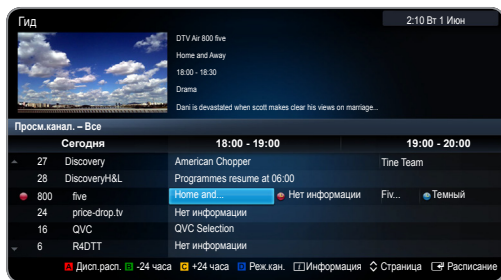 Гид
2:10 Вт 1 Июн
DTV Air 800 five
Home and Away
18:00 - 18:30
Drama
Dani is devastated when scott makes clear his views on marriage...
Просм.канал. – Все
Сегодня 18:00 - 19:00 19:00 - 20:00
27 Discovery American Chopper Tine Team
28 DiscoveryH&L Programmes resume at 06:00
800 five Home and... Нет информации Fiv... Темный
24 price-drop.tv Нет информации
16 QVC QVC Selection
6 R4DTT Нет информации
A Дисп.расп. B -24 часа C +24 часа D Реж.кан. i Информация Страница Расписание